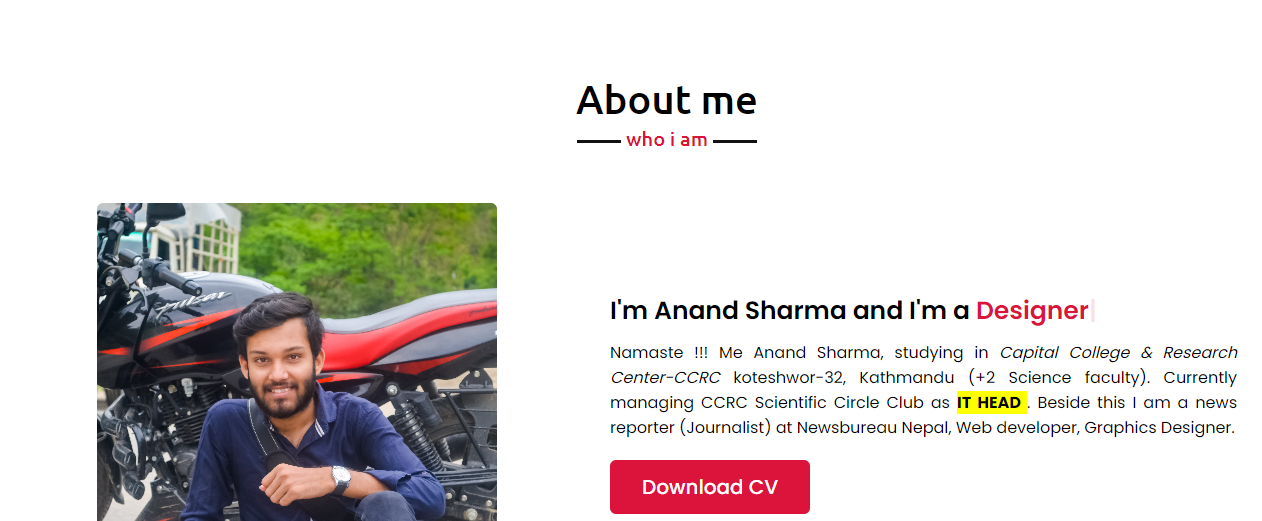 About me
who i am
pulsar
I'm Anand Sharma and I'm a Designer
Namaste !!! Me Anand Sharma, studying in Capital College & Research
Center-CCRC koteshwor-32, Kathmandu (+2 Science faculty). Currently
managing CCRC Scientific Circle Club as IT HEAD . Beside this I am a news
reporter (Journalist) at Newsbureau Nepal, Web developer, Graphics Designer.
Download CV